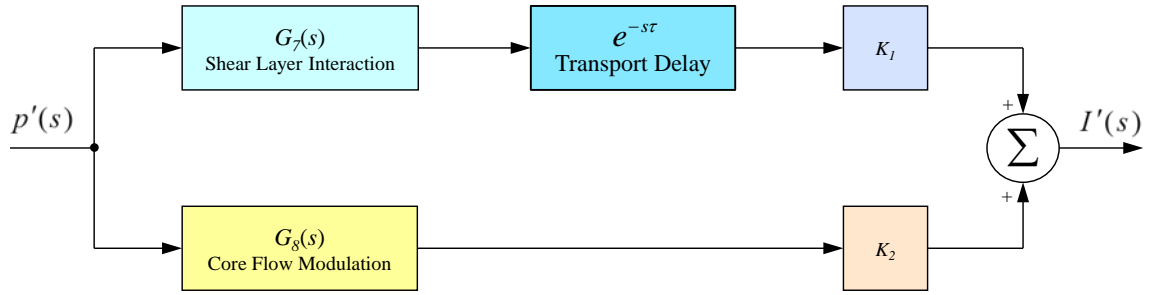 G₇(s)
Shear Layer Interaction
e^{-sτ}
Transport Delay
K₁
+
p′(s)
Σ
I′(s)
+
G₈(s)
Core Flow Modulation
K₂